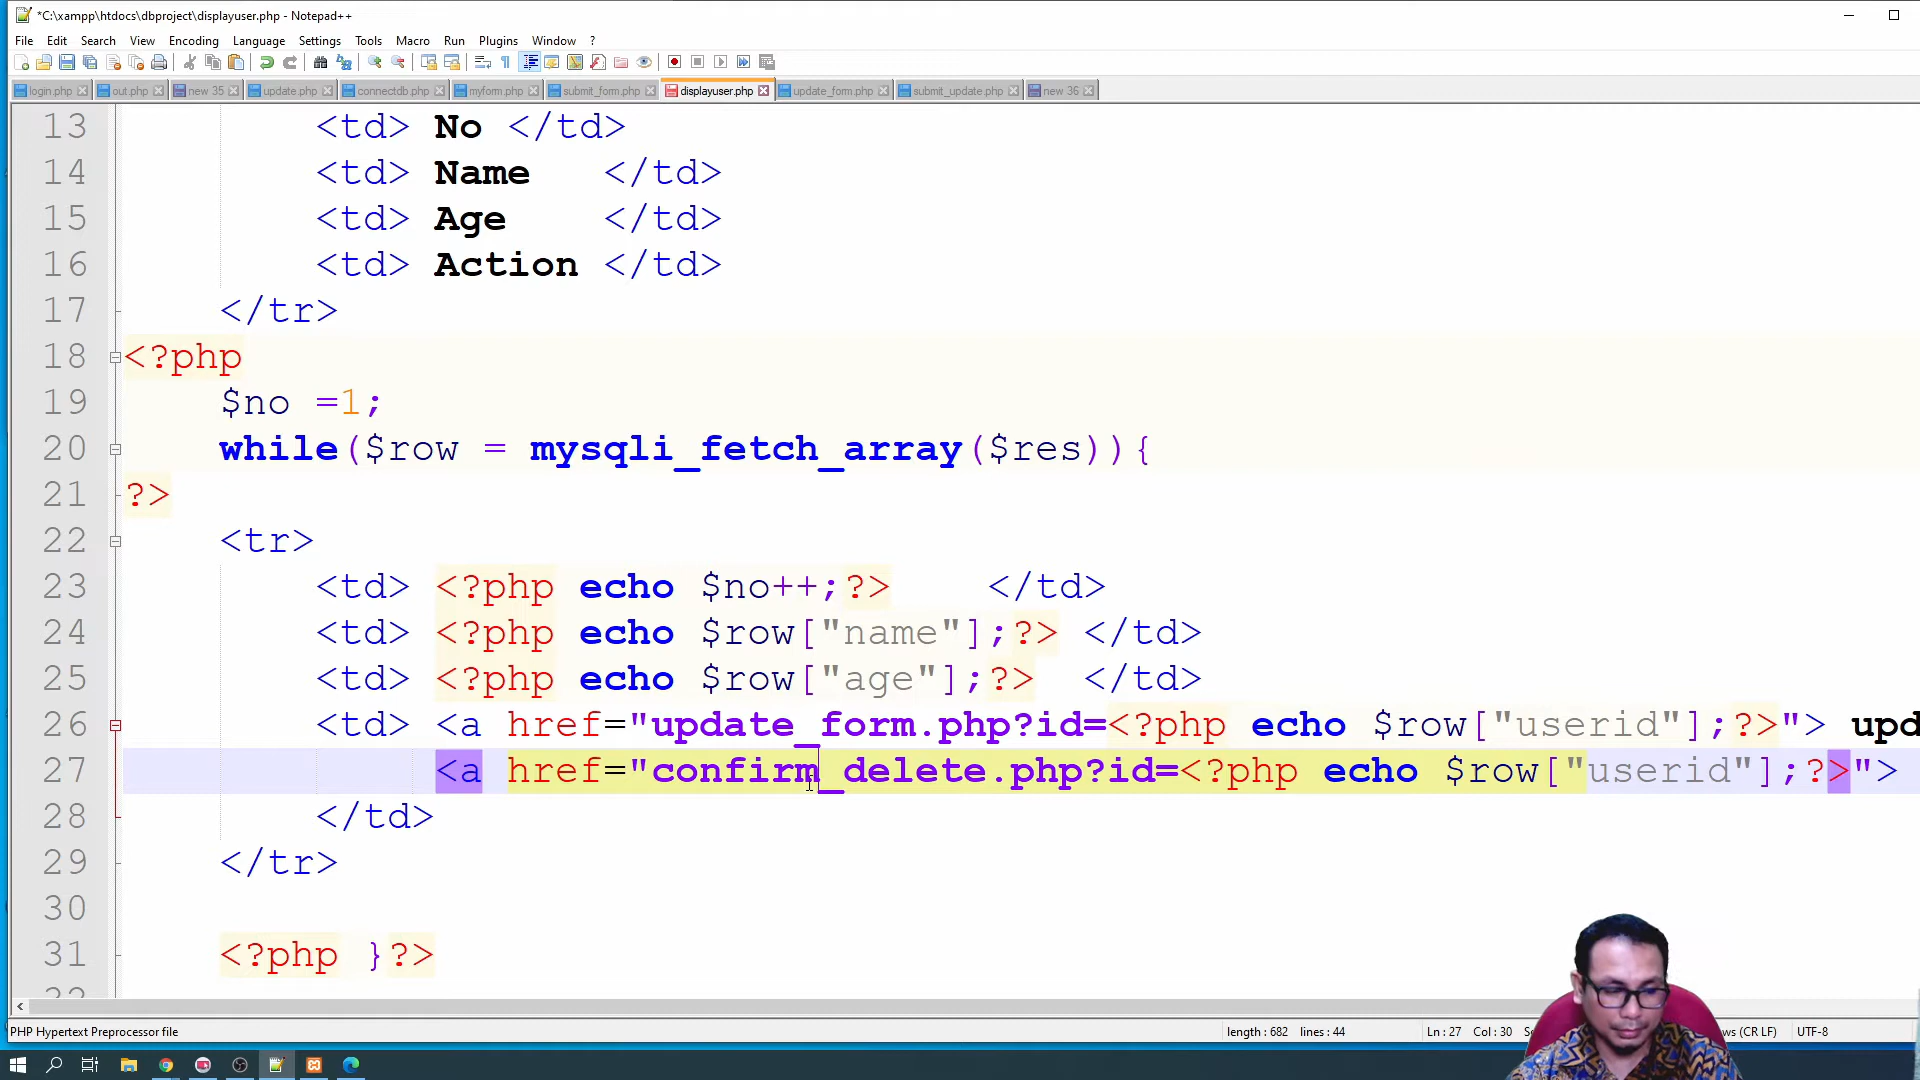 *C:\xampp\htdocs\dbproject\displayuser.php - Notepad++
File Edit Search View Encoding Language Settings Tools Macro Run Plugins Window ?
login.php out.php new 35 update.php connectdb.php myform.php submit_form.php displayuser.php update_form.php submit_update.php new 36
13 <td> No </td>
14 <td> Name </td>
15 <td> Age </td>
16 <td> Action </td>
17 </tr>
18 <?php
19 $no =1;
20 while($row = mysqli_fetch_array($res)){
21 ?>
22 <tr>
23 <td> <?php echo $no++;?> </td>
24 <td> <?php echo $row["name"];?> </td>
25 <td> <?php echo $row["age"];?> </td>
26 <td> <a href="update_form.php?id=<?php echo $row["userid"];?>"> upd
27 <a href="confirm_delete.php?id=<?php echo $row["userid"];?>">
28 </td>
29 </tr>
30
31 <?php }?>
PHP Hypertext Preprocessor file length : 682 lines : 44 Ln : 27 Col : 30 (CR LF) UTF-8